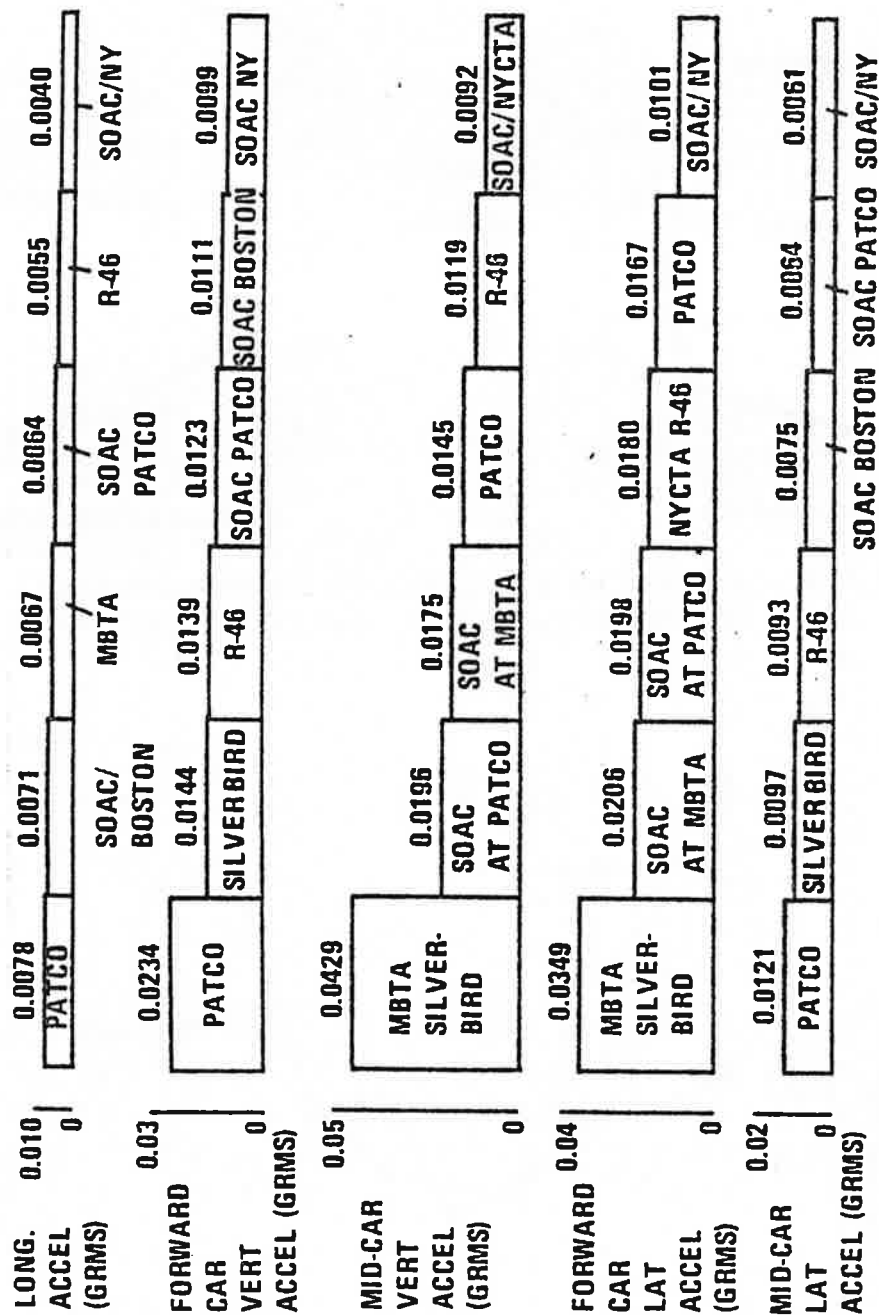 LONG.
ACCEL
(GRMS)
0.010
0
0.0078
PATCO
0.0071
SOAC/
BOSTON
0.0067
MBTA
0.0064
SOAC
PATCO
0.0055
R-46
0.0040
SOAC/NY
FORWARD
CAR
VERT
ACCEL (GRMS)
0.03
0
0.0234
PATCO
0.0144
SILVERBIRD
0.0139
R-46
0.0123
SOAC PATCO
0.0111
SOAC BOSTON
0.0099
SOAC NY
MID-CAR
VERT
ACCEL
(GRMS)
0.05
0
0.0429
MBTA
SILVER-
BIRD
0.0196
SOAC
AT PATCO
0.0175
SOAC
AT MBTA
0.0145
PATCO
0.0119
R-46
0.0092
SOAC/NYCTA
FORWARD
CAR
LAT
ACCEL
(GRMS)
0.04
0
0.0349
MBTA
SILVER-
BIRD
0.0206
SOAC
AT MBTA
0.0198
SOAC
AT PATCO
0.0180
NYCTA R-46
0.0167
PATCO
0.0101
SOAC/NY
MID-CAR
LAT
ACCEL (GRMS)
0.02
0
0.0121
PATCO
0.0097
SILVERBIRD
0.0093
R-46
0.0075
SOAC BOSTON
0.0064
SOAC PATCO
0.0061
SOAC/NY